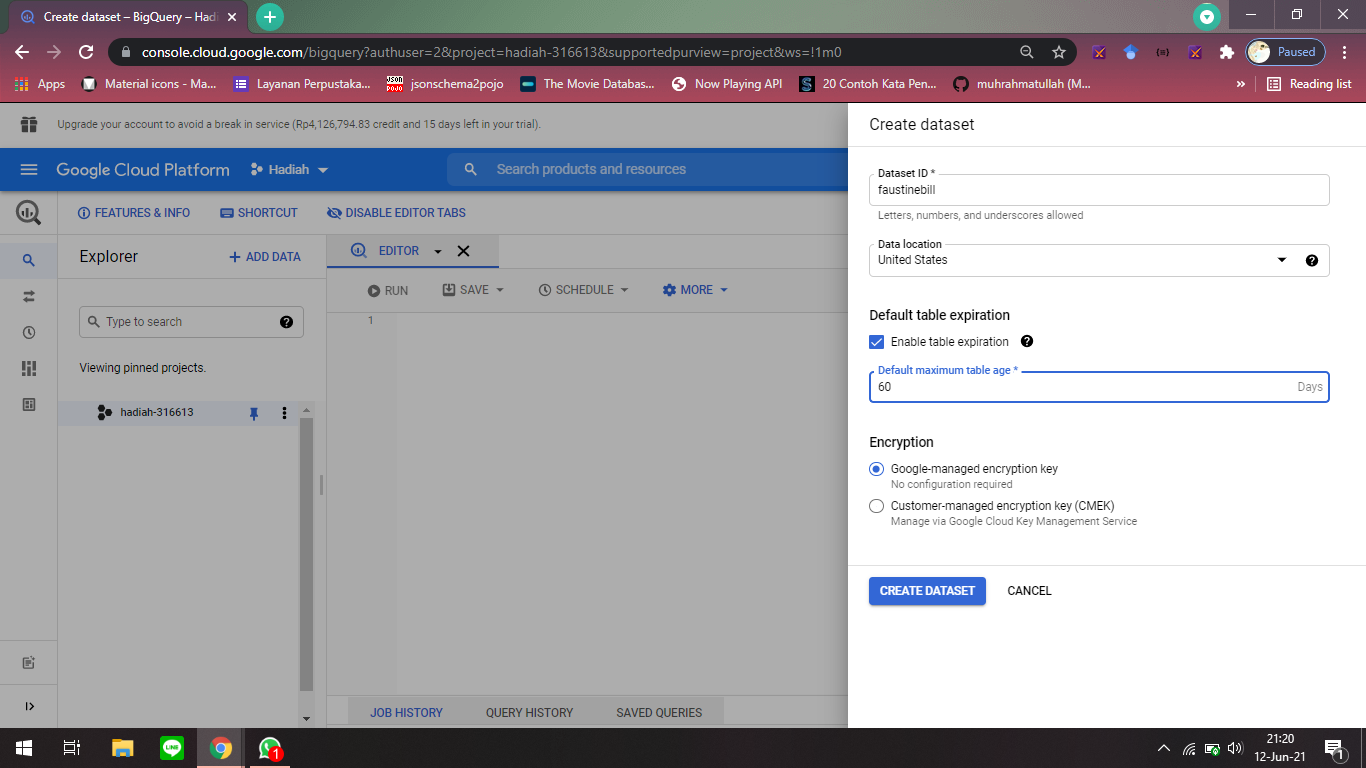 Create dataset – BigQuery – Hadi
console.cloud.google.com/bigquery?authuser=2&project=hadiah-316613&supportedpurview=project&ws=!1m0
Paused
Apps
Material icons - Ma...
Layanan Perpustaka...
JSON POJO
jsonschema2pojo
The Movie Databas...
Now Playing API
20 Contoh Kata Pen...
muhrahmatullah (M...
»
Reading list
Upgrade your account to avoid a break in service (Rp4,126,794.83 credit and 15 days left in your trial).
Google Cloud Platform
Hadiah
Search products and resources
FEATURES & INFO
SHORTCUT
DISABLE EDITOR TABS
Explorer
+ ADD DATA
EDITOR
RUN
SAVE
SCHEDULE
MORE
Type to search
1
Viewing pinned projects.
hadiah-316613
JOB HISTORY
QUERY HISTORY
SAVED QUERIES
Create dataset
Dataset ID *
faustinebill
Letters, numbers, and underscores allowed
Data location
United States
Default table expiration
Enable table expiration
Default maximum table age *
60
Days
Encryption
Google-managed encryption key
No configuration required
Customer-managed encryption key (CMEK)
Manage via Google Cloud Key Management Service
CREATE DATASET
CANCEL
LINE
1
21:20
12-Jun-21
1